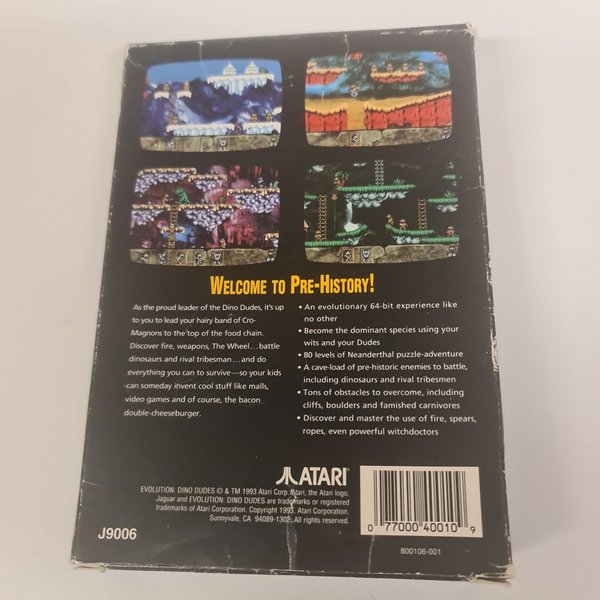 WELCOME TO PRE-HISTORY!
As the proud leader of the Dino Dudes, it's up
to you to lead your hairy band of Cro-
Magnons to the top of the food chain.
Discover fire, weapons, The Wheel...battle
dinosaurs and rival tribesman...and do
everything you can to survive—so your kids
can someday invent cool stuff like malls,
video games and of course, the bacon
double-cheeseburger.
• An evolutionary 64-bit experience like
no other
• Become the dominant species using your
wits and your Dudes
• 80 levels of Neanderthal puzzle-adventure
• A cave-load of pre-historic enemies to battle,
including dinosaurs and rival tribesmen
• Tons of obstacles to overcome, including
cliffs, boulders and famished carnivores
• Discover and master the use of fire, spears,
ropes, even powerful witchdoctors
ATARI
EVOLUTION: DINO DUDES © & TM 1993 Atari Corp. Atari, the Atari logo,
Jaguar and EVOLUTION: DINO DUDES are trademarks or registered
trademarks of Atari Corporation. Copyright 1993, Atari Corporation,
Sunnyvale, CA 94089-1302. All rights reserved.
J9006
0 77000 40010 9
800106-001